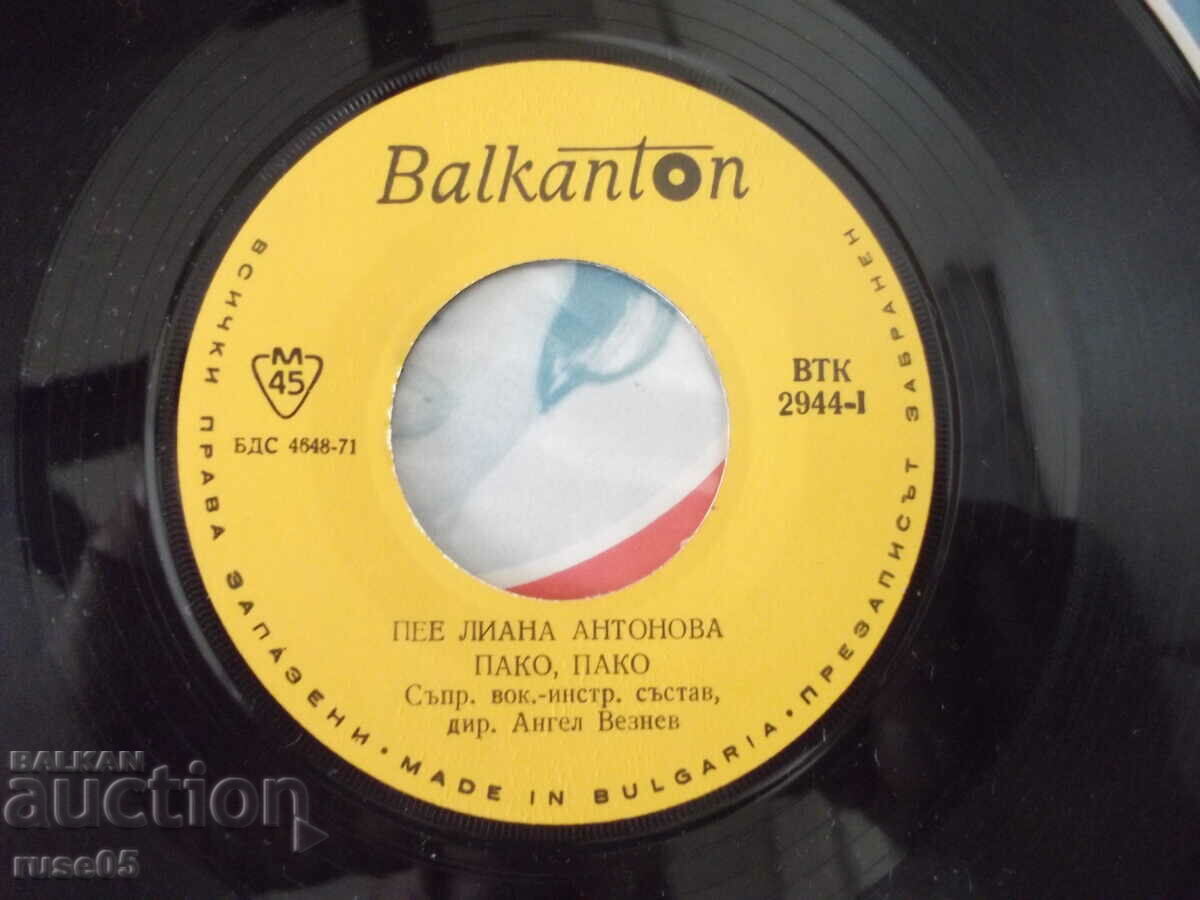 Balkanton
ВСИЧКИ ПРАВА ЗАПАЗЕНИ · MADE IN BULGARIA · ПРЕЗАПИСЪТ ЗАБРАНЕН
М
45
БДС 4648-71
ВТК
2944-I
ПЕЕ ЛИАНА АНТОНОВА
ПАКО, ПАКО
Съпр. вок.-инстр. състав,
дир. Ангел Везнев
BALKAN
auction
ruse05